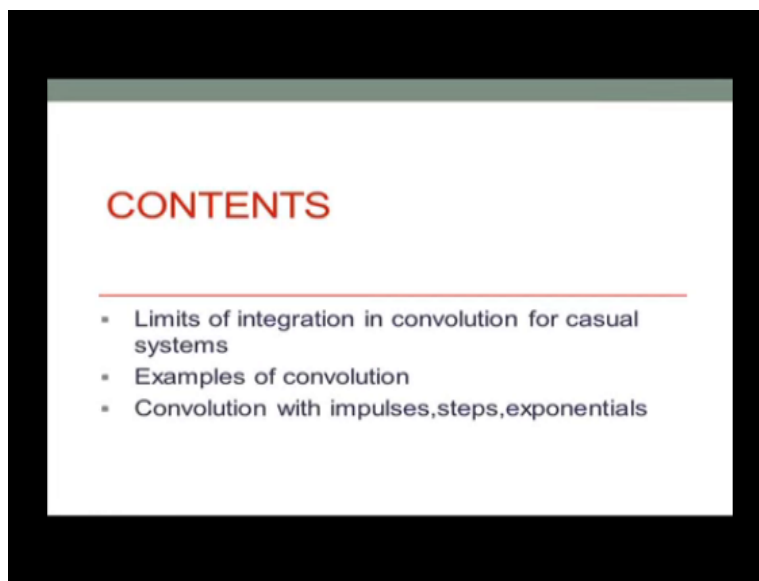 CONTENTS
▪ Limits of integration in convolution for casual
systems
▪ Examples of convolution
▪ Convolution with impulses,steps,exponentials